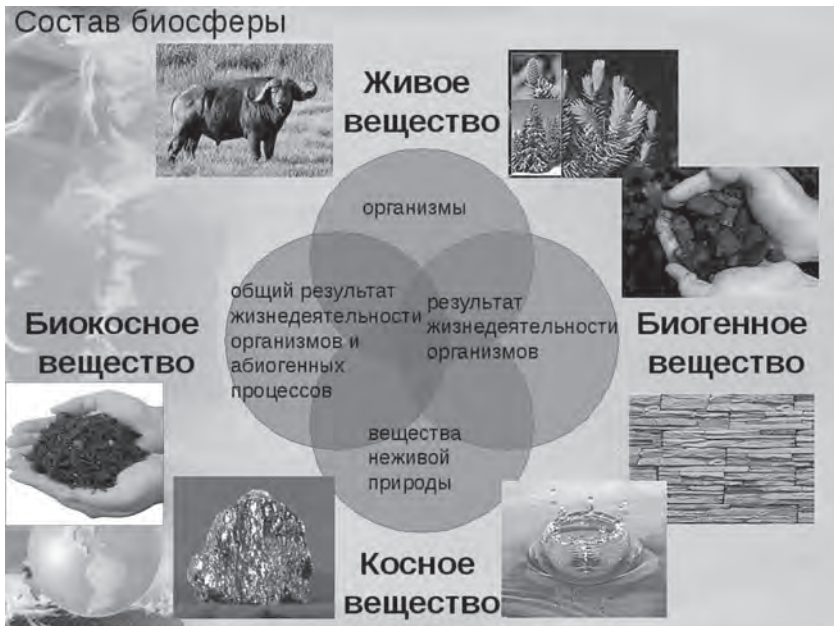 Состав биосферы
Живое
вещество
организмы
общий результат
жизнедеятельности
организмов и
абиогенных
процессов
результат
жизнедеятельности
организмов
Биокосное
вещество
Биогенное
вещество
вещества
неживой
природы
Косное
вещество